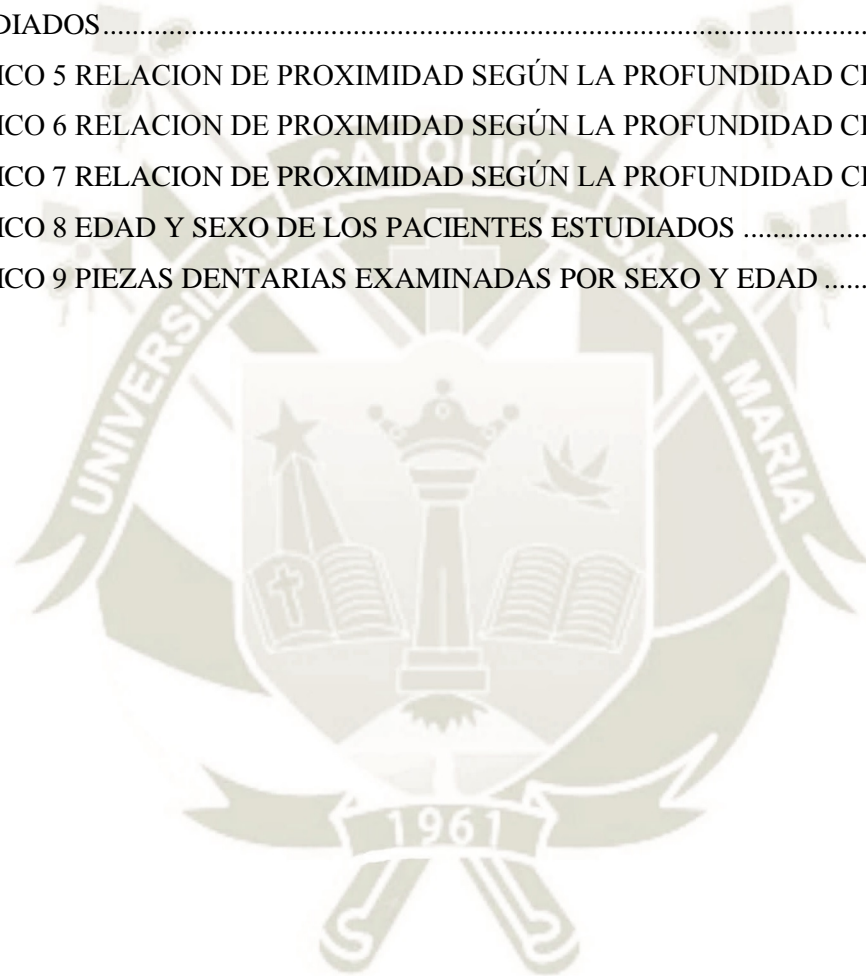 DIADOS
ICO 5 RELACION DE PROXIMIDAD SEGÚN LA PROFUNDIDAD
ICO 6 RELACION DE PROXIMIDAD SEGÚN LA PROFUNDIDAD
ICO 7 RELACION DE PROXIMIDAD SEGÚN LA PROFUNDIDAD
ICO 8 EDAD Y SEXO DE LOS PACIENTES ESTUDIADOS ................
ICO 9 PIEZAS DENTARIAS EXAMINADAS POR SEXO Y EDAD ......
UNIVERSIDAD CATOLICA SANTA MARIA
1961